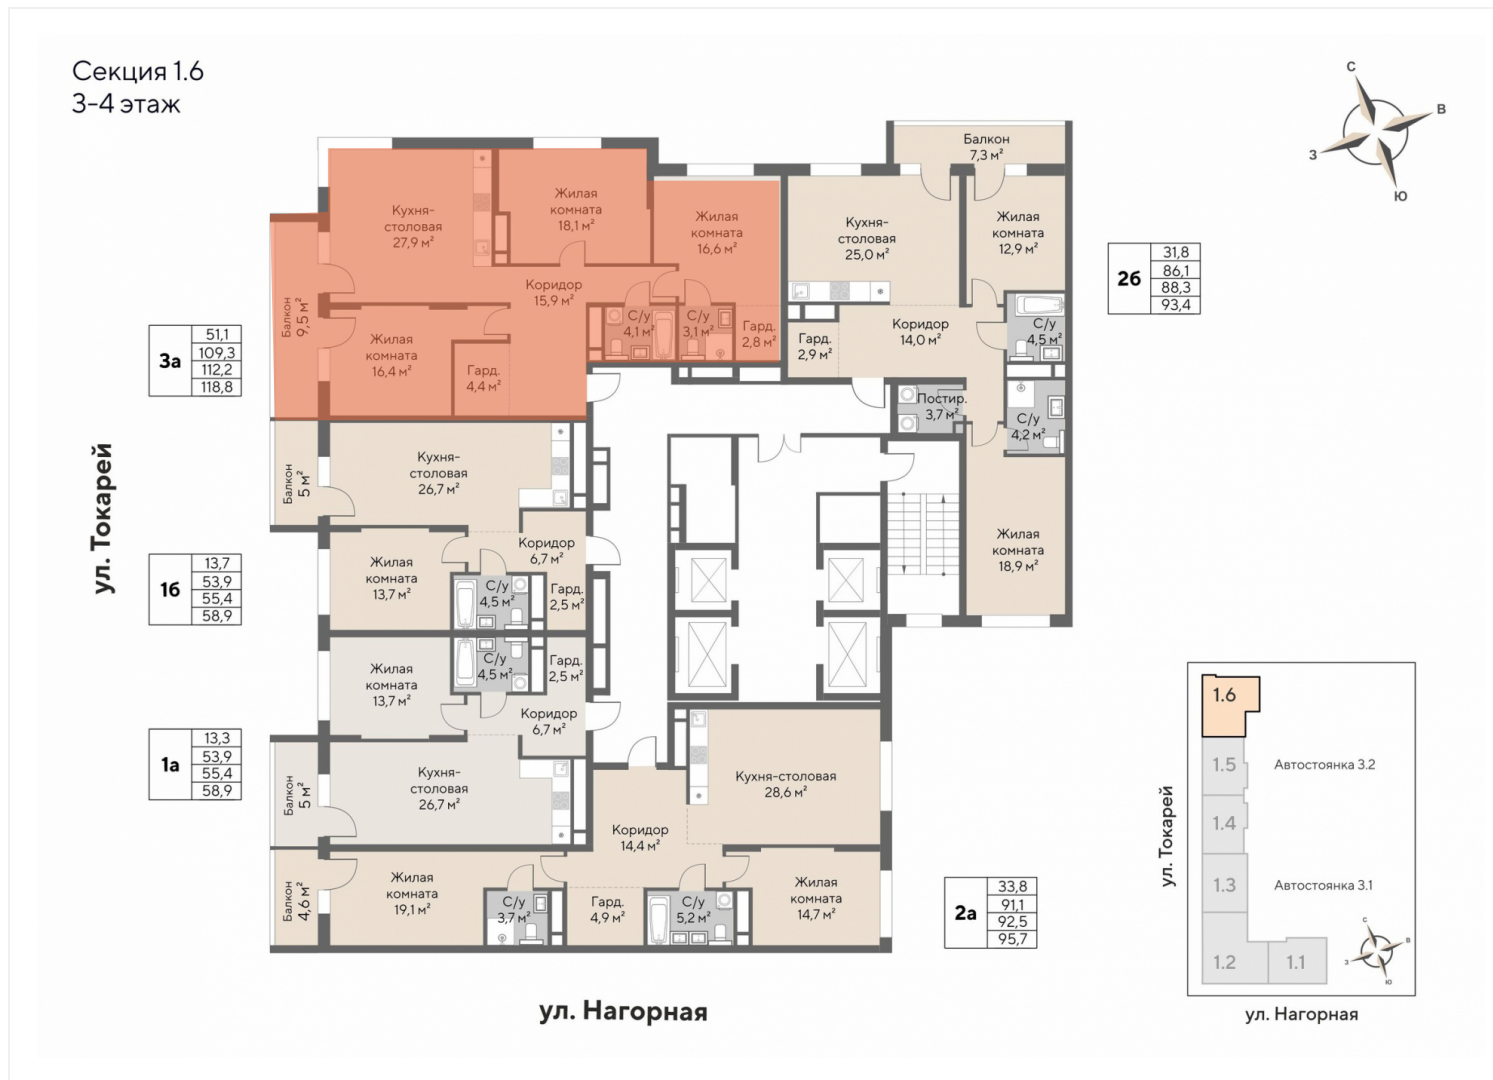 Секция 1.6
3-4 этаж
С
В
З
Ю
Балкон
7,3 м²
Кухня-
столовая
27,9 м²
Жилая
комната
18,1 м²
Жилая
комната
16,6 м²
Кухня-
столовая
25,0 м²
Жилая
комната
12,9 м²
2б
31,8
86,1
88,3
93,4
Балкон
9,5 м²
Коридор
15,9 м²
С/у
4,1 м²
С/у
3,1 м²
Гард.
2,8 м²
Гард.
2,9 м²
Коридор
14,0 м²
С/у
4,5 м²
3а
51,1
109,3
112,2
118,8
Жилая
комната
16,4 м²
Гард.
4,4 м²
Постир.
3,7 м²
С/у
4,2 м²
Балкон
5 м²
Кухня-
столовая
26,7 м²
ул. Токарей
Жилая
комната
18,9 м²
1б
13,7
53,9
55,4
58,9
Жилая
комната
13,7 м²
Коридор
6,7 м²
С/у
4,5 м²
Гард.
2,5 м²
Жилая
комната
13,7 м²
С/у
4,5 м²
Гард.
2,5 м²
Коридор
6,7 м²
1а
13,3
53,9
55,4
58,9
Балкон
5 м²
Кухня-
столовая
26,7 м²
Кухня-столовая
28,6 м²
Коридор
14,4 м²
Балкон
4,6 м²
Жилая
комната
19,1 м²
С/у
3,7 м²
Гард.
4,9 м²
С/у
5,2 м²
Жилая
комната
14,7 м²
2а
33,8
91,1
92,5
95,7
ул. Нагорная
1.6
1.5
Автостоянка 3.2
1.4
ул. Токарей
1.3
Автостоянка 3.1
1.2
1.1
С
В
З
Ю
ул. Нагорная